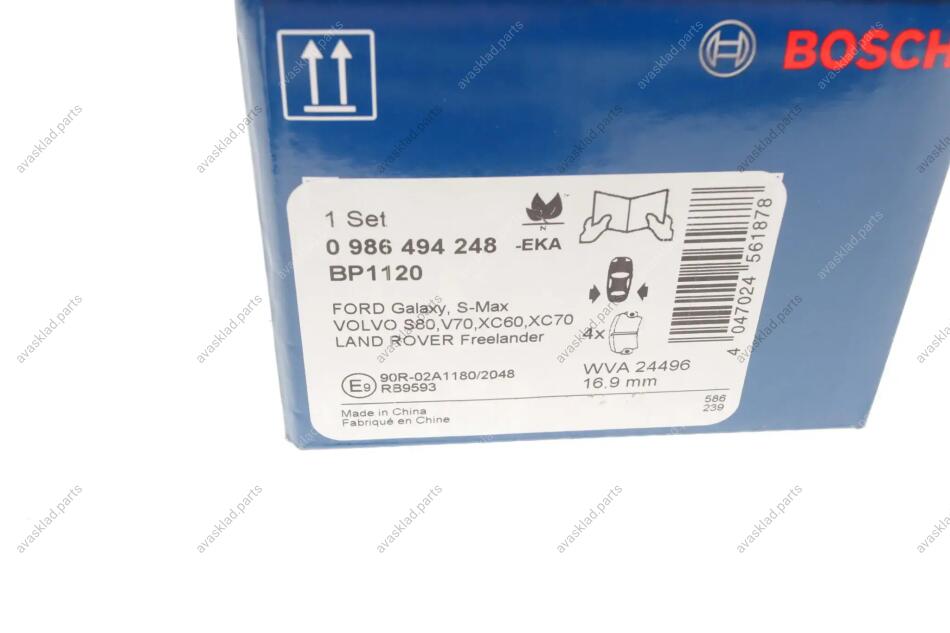 BOSCH
1 Set
0 986 494 248 -EKA
BP1120
FORD Galaxy, S-Max
VOLVO S80,V70,XC60,XC70
LAND ROVER Freelander
E9 90R-02A1180/2048
RB9593
Made in China
Fabriqué en Chine
N
4x
WVA 24496
16,9 mm
586
239
4 047024 561878
avasklad.parts